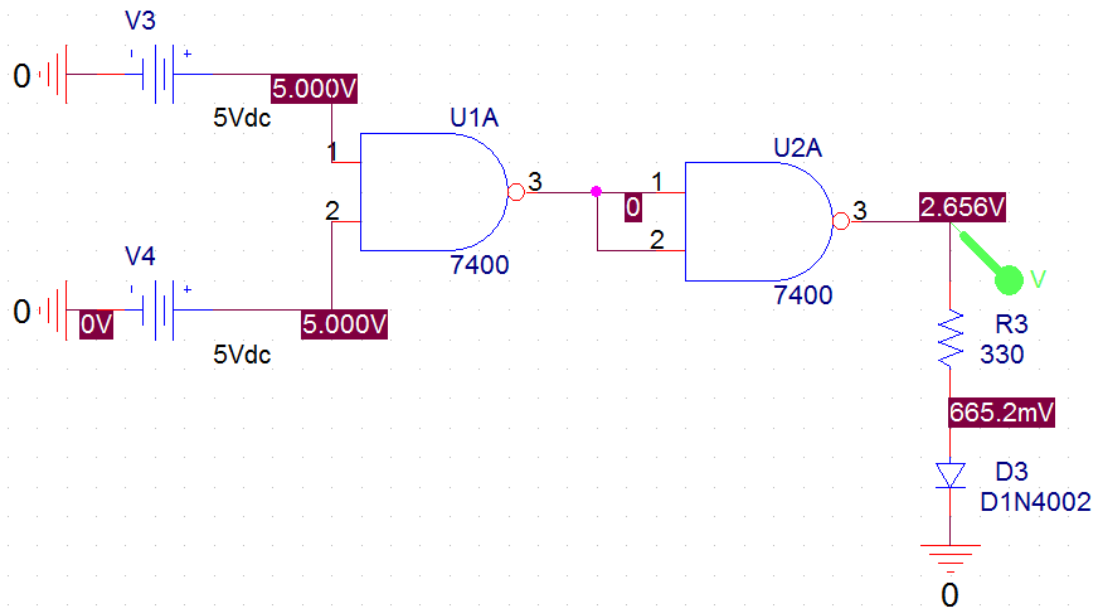 V3
0
- +
5.000V
5Vdc
U1A
1
2
3
7400
V4
0
- +
0V
5.000V
5Vdc
U2A
1
0
2
3
7400
2.656V
V
R3
330
665.2mV
D3
D1N4002
0